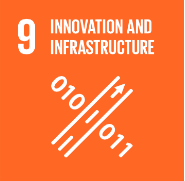 9 INNOVATION AND
INFRASTRUCTURE
010
011